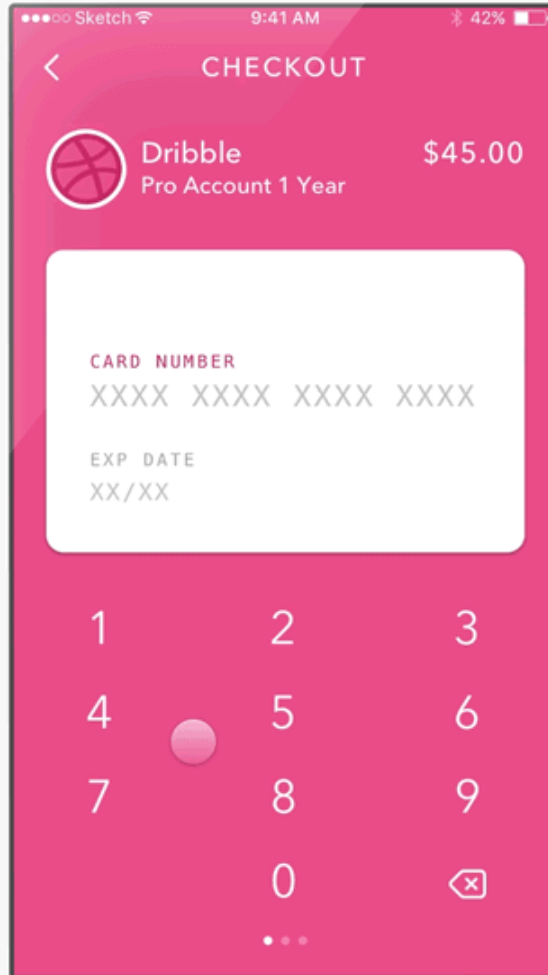 Sketch 9:41 AM 42%
CHECKOUT
Dribble $45.00
Pro Account 1 Year
CARD NUMBER
XXXX XXXX XXXX XXXX
EXP DATE
XX/XX
1 2 3
4 5 6
7 8 9
0